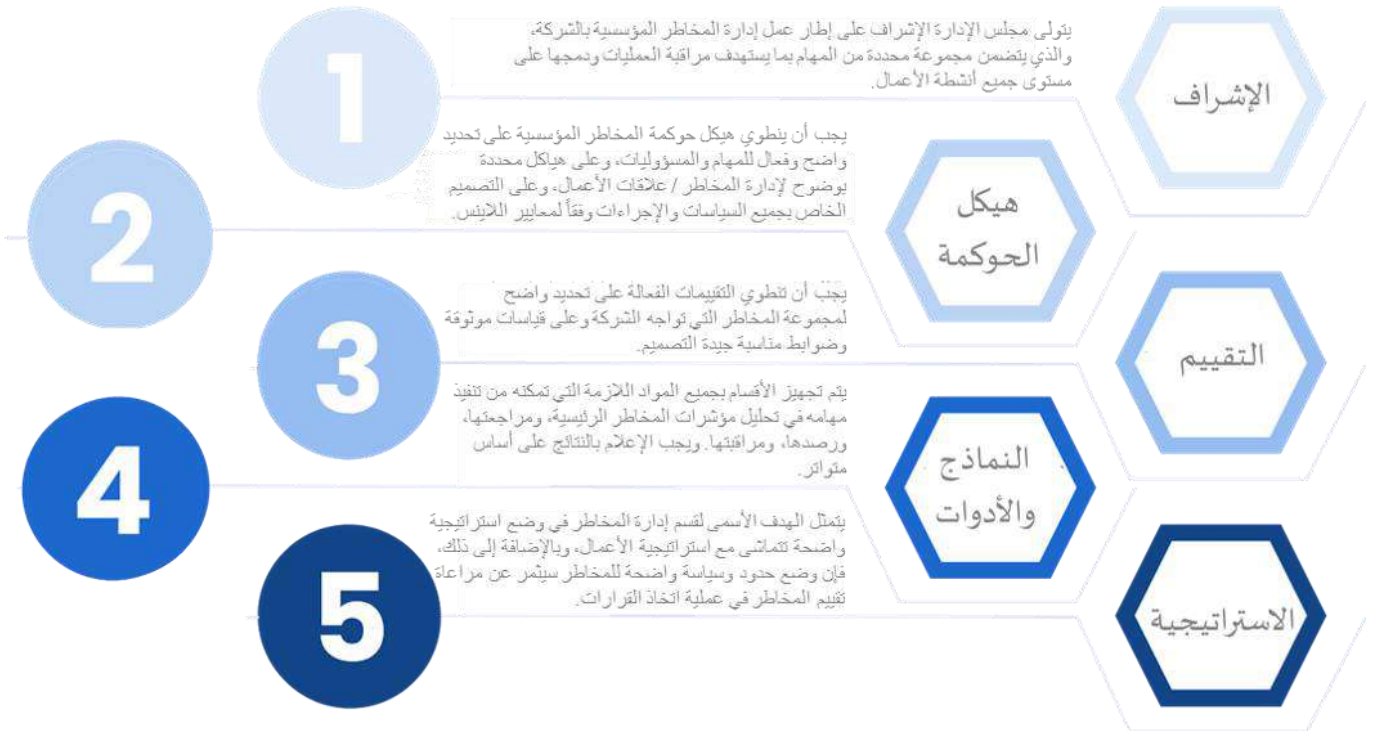 1
يتولى مجلس الإدارة الإشراف على إطار عمل إدارة المخاطر المؤسسية بالشركة،
والذي يتضمن مجموعة محددة من المهام بما يستهدف مراقبة العمليات ودمجها على
مستوى جميع أنشطة الأعمال.
الإشراف
2
يجب أن ينطوي هيكل حوكمة المخاطر المؤسسية على تحديد
واضح وفعال للمهام والمسؤوليات، وعلى هياكل محددة
بوضوح لإدارة المخاطر / علاقات الأعمال، وعلى التصميم
الخاص بجميع السياسات والإجراءات وفقاً لمعايير اللاينس.
هيكل
الحوكمة
3
يجب أن تنطوي التقييمات الفعالة على تحديد واضح
لمجموعة المخاطر التي تواجه الشركة وعلى قياسات موثوقة
وضوابط مناسبة جيدة التصميم.
التقييم
4
يتم تجهيز الأقسام بجميع المواد اللازمة التي تمكنه من تنفيذ
مهامه في تحليل مؤشرات المخاطر الرئيسية، ومراجعتها،
ورصدها، ومراقبتها. ويجب الإعلام بالنتائج على أساس
متواتر.
النماذج
والأدوات
5
يتمثل الهدف الأسمى لقسم إدارة المخاطر في وضع استراتيجية
واضحة تتماشى مع استراتيجية الأعمال، وبالإضافة إلى ذلك،
فإن وضع حدود وسياسة واضحة للمخاطر سيثمر عن مراعاة
تقييم المخاطر في عملية اتخاذ القرارات.
الاستراتيجية